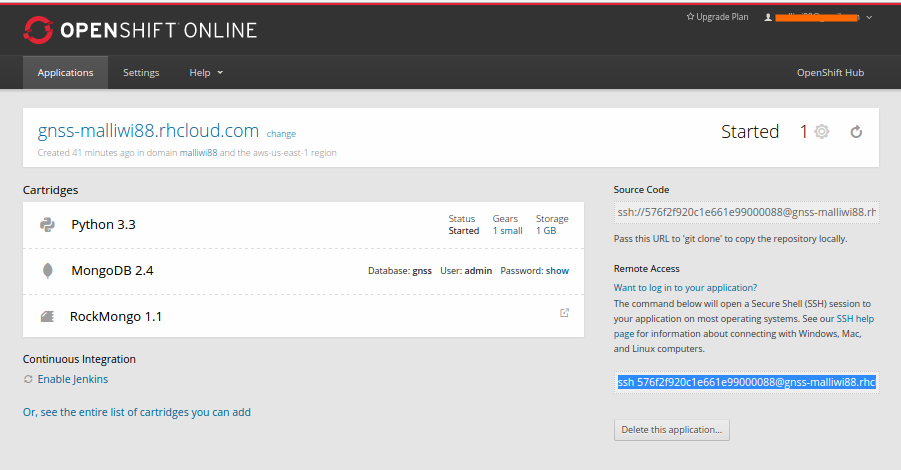 OPENSHIFT ONLINE
Upgrade Plan
Applications Settings Help OpenShift Hub
gnss-malliwi88.rhcloud.com change
Started 1
Created 41 minutes ago in domain malliwi88 and the aws-us-east-1 region
Cartridges
Python 3.3
Status Gears Storage
Started 1 small 1 GB
MongoDB 2.4
Database: gnss User: admin Password: show
RockMongo 1.1
Continuous Integration
Enable Jenkins
Or, see the entire list of cartridges you can add
Source Code
ssh://576f2f920c1e661e99000088@gnss-malliwi88.rh
Pass this URL to 'git clone' to copy the repository locally.
Remote Access
Want to log in to your application?
The command below will open a Secure Shell (SSH) session to
your application on most operating systems. See our SSH help
page for information about connecting with Windows, Mac,
and Linux computers.
ssh 576f2f920c1e661e99000088@gnss-malliwi88.rhc
Delete this application...